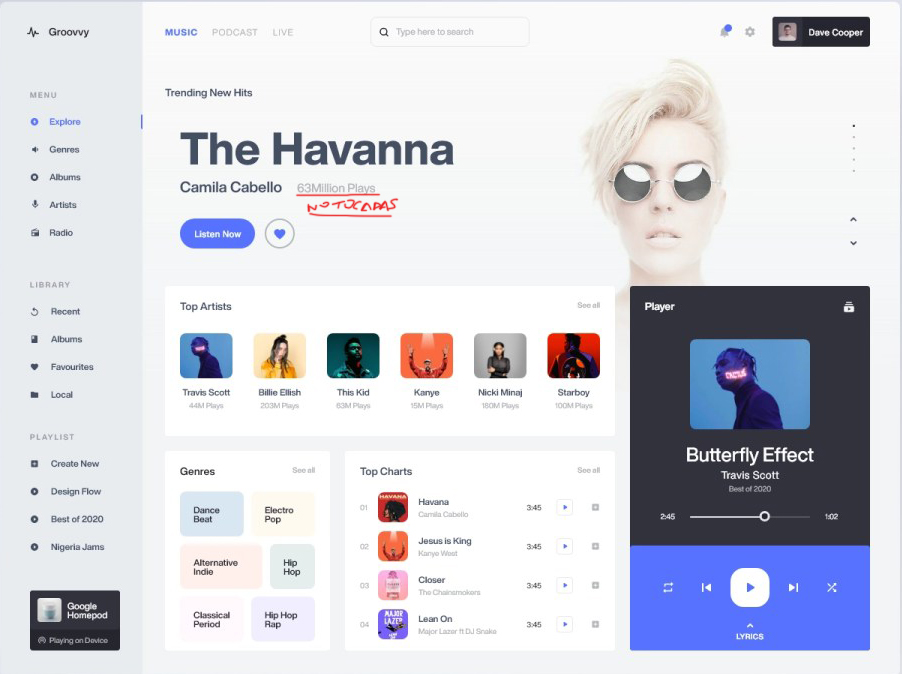 Groovvy
MUSIC PODCAST LIVE
Type here to search
Dave Cooper
MENU
Explore
Genres
Albums
Artists
Radio
LIBRARY
Recent
Albums
Favourites
Local
PLAYLIST
Create New
Design Flow
Best of 2020
Nigeria Jams
Google
Homepod
Playing on Device
Trending New Hits
The Havanna
Camila Cabello 63Million Plays
NO TOCADAS
Listen Now
Top Artists See all
Travis Scott Billie Ellish This Kid Kanye Nicki Minaj Starboy
44M Plays 203M Plays 63M Plays 15M Plays 180M Plays 100M Plays
Genres See all
Dance
Beat
Electro
Pop
Alternative
Indie
Hip
Hop
Classical
Period
Hip Hop
Rap
Top Charts See all
01 HAVANA Havana 3:45
Camila Cabello
02 Jesus is King 3:45
Kanye West
03 Closer 3:45
The Chainsmokers
04 MAJOR LAZER Lean On 3:45
Major Lazer ft DJ Snake
Player
CACTUS
Butterfly Effect
Travis Scott
Best of 2020
2:45 1:02
LYRICS